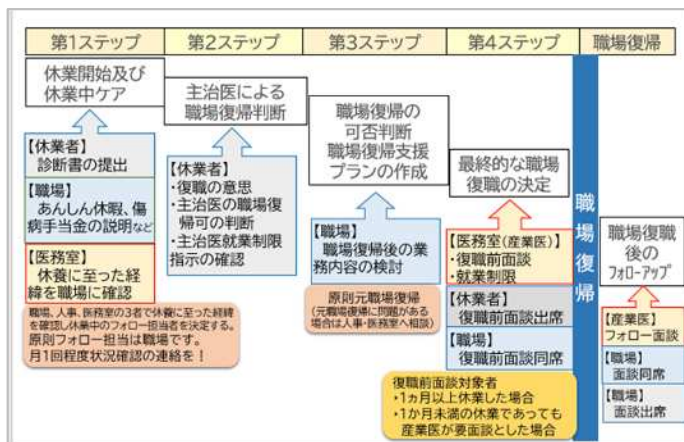 第1ステップ
第2ステップ
第3ステップ
第4ステップ
職場復帰
休業開始及び
休業中ケア
【休業者】
診断書の提出
【職場】
あんしん休暇、傷
病手当金の説明など
【医務室】
休養に至った経
緯を職場に確認
職場、人事、医務室の3者で休養に至った経緯
を確認し休業中のフォロー担当者を決定する。
原則フォロー担当は職場です。
月1回程度状況確認の連絡を！
主治医による
職場復帰判断
【休業者】
・復職の意思
・主治医の職場復
帰可の判断
・主治医就業制限
指示の確認
職場復帰の
可否判断
職場復帰支援
プランの作成
【職場】
職場復帰後の業
務内容の検討
原則元職場復帰
(元職場復帰に問題がある
場合は人事・医務室へ相談)
最終的な職場
復職の決定
【医務室(産業医)】
・復職前面談
・就業制限
【休業者】
復職前面談出席
【職場】
復職前面談同席
復職前面談対象者
・1ヵ月以上休業した場合
・1か月未満の休業であっても
産業医が要面談とした場合
職場復帰
職場復職
後の
フォローアップ
【産業医】
フォロー面談
【職場】
面談同席
【職場】
面談出席